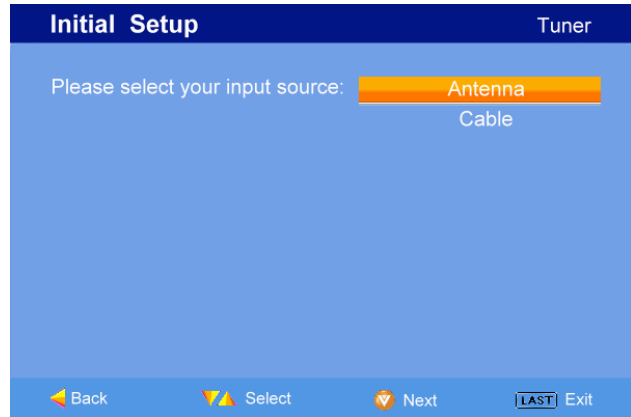 Initial Setup Tuner
Please select your input source: Antenna
Cable
Back Select Next LAST Exit